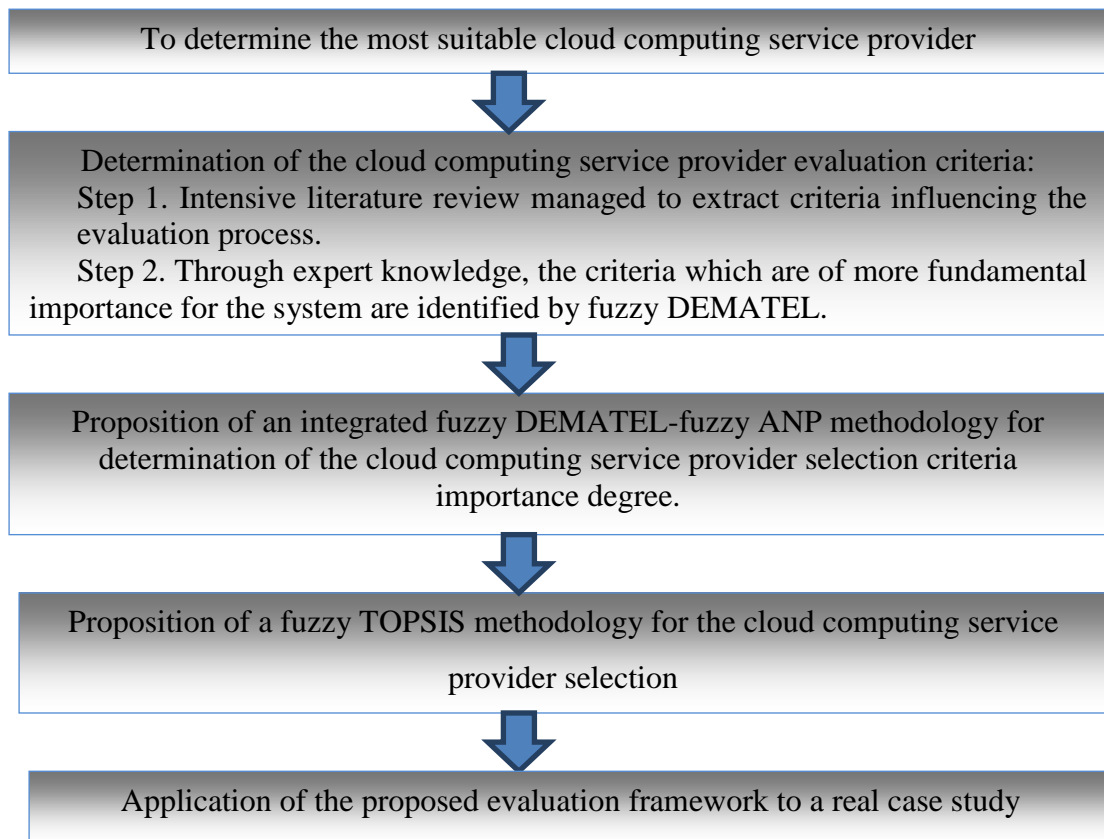 To determine the most suitable cloud computing service provider
Determination of the cloud computing service provider evaluation criteria:
Step 1. Intensive literature review managed to extract criteria influencing the
evaluation process.
Step 2. Through expert knowledge, the criteria which are of more fundamental
importance for the system are identified by fuzzy DEMATEL.
Proposition of an integrated fuzzy DEMATEL-fuzzy ANP methodology for
determination of the cloud computing service provider selection criteria
importance degree.
Proposition of a fuzzy TOPSIS methodology for the cloud computing service
provider selection
Application of the proposed evaluation framework to a real case study